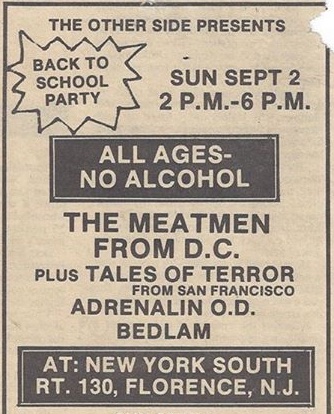 THE OTHER SIDE PRESENTS
BACK TO
SCHOOL
PARTY
SUN SEPT 2
2 P.M.-6 P.M.
ALL AGES-
NO ALCOHOL
THE MEATMEN
FROM D.C.
PLUS TALES OF TERROR
FROM SAN FRANCISCO
ADRENALIN O.D.
BEDLAM
AT: NEW YORK SOUTH
RT. 130, FLORENCE, N.J.